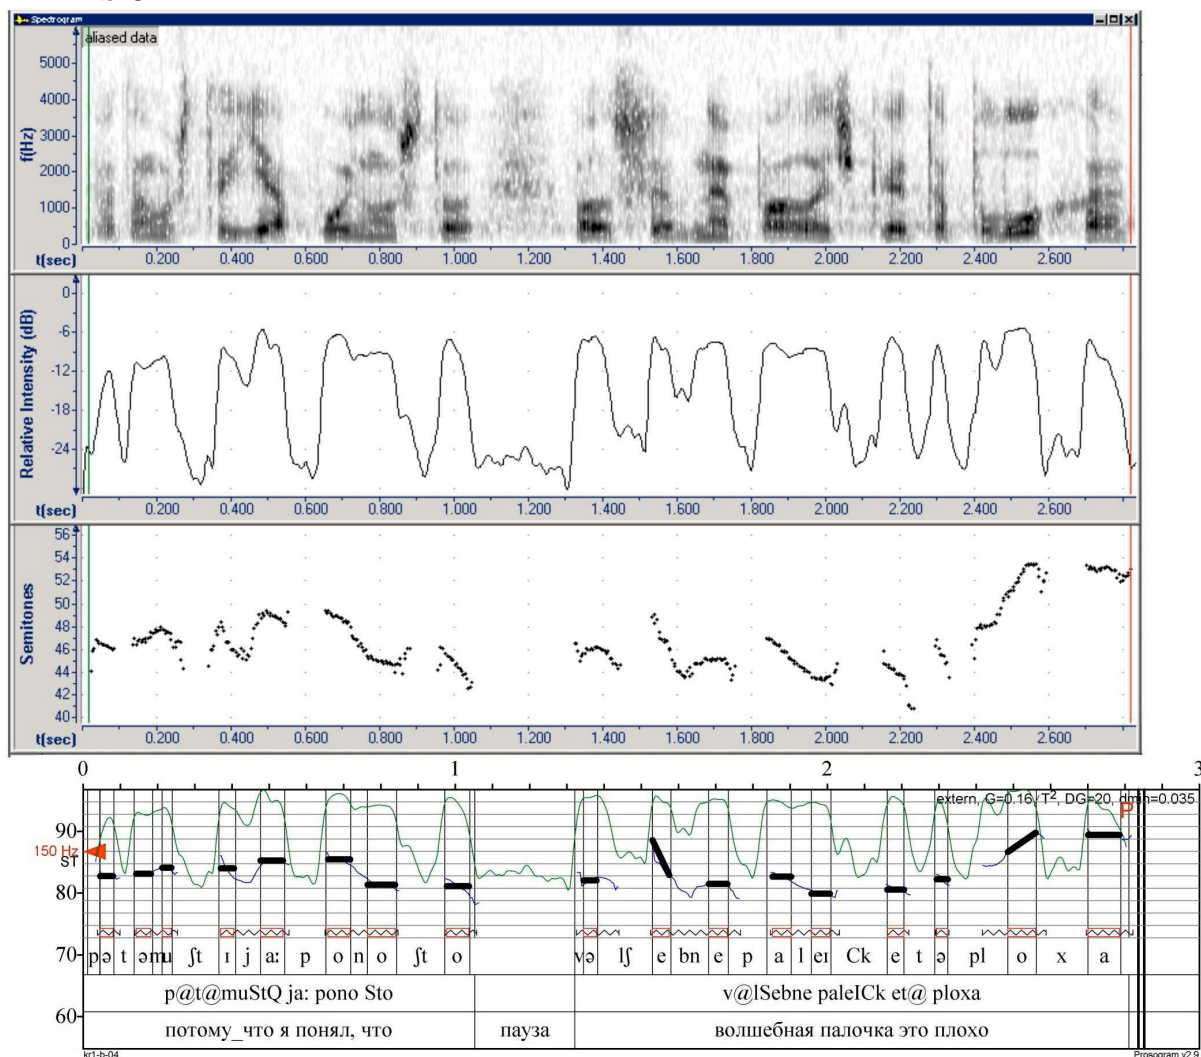 Spectrogram
aliased data
5000
4000
3000
2000
1000
0
f(Hz)
t(sec) 0.200 0.400 0.600 0.800 1.000 1.200 1.400 1.600 1.800 2.000 2.200 2.400 2.600
0
-6
-12
-18
-24
Relative Intensity (dB)
t(sec) 0.200 0.400 0.600 0.800 1.000 1.200 1.400 1.600 1.800 2.000 2.200 2.400 2.600
56
54
52
50
48
46
44
42
40
Semitones
t(sec) 0.200 0.400 0.600 0.800 1.000 1.200 1.400 1.600 1.800 2.000 2.200 2.400 2.600
0 1 2 3
extern, G=0.16/T², DG=20, dmin=0.035
P
90
150 Hz
ST
80
70
60
p ə t ə m u ʃt ɪ j a: p o n o ʃt o v ə lʃ e bn e p a l eɪ Ck e t ə pl o x a
p@t@muStQ ja: pono Sto v@lSebne paleICk et@ ploxa
потому_что я понял, что пауза волшебная палочка это плохо
kr1-b-04 Prosogram v2.9